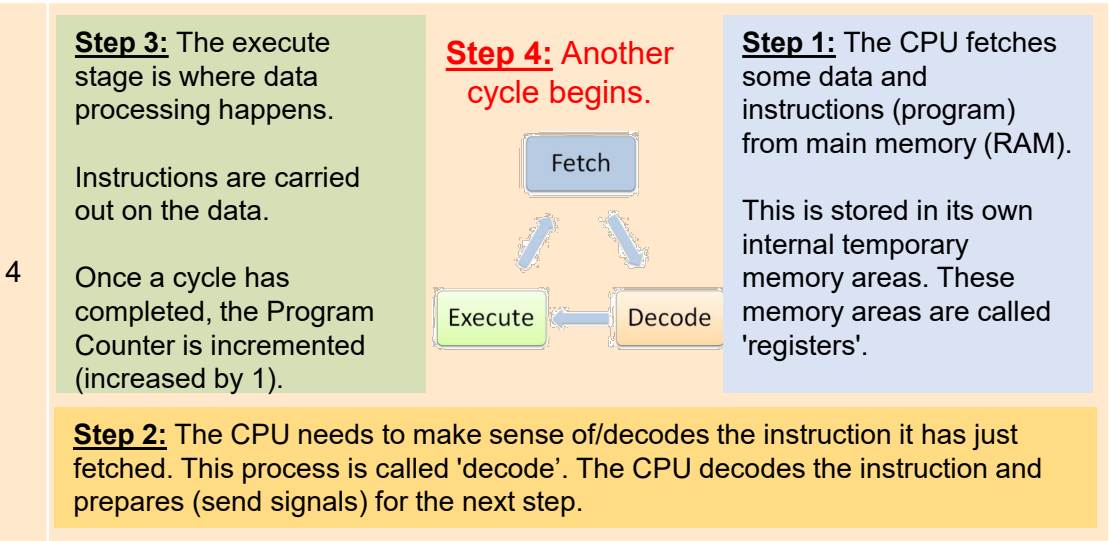 4
Step 3: The execute
stage is where data
processing happens.
Instructions are carried
out on the data.
Once a cycle has
completed, the Program
Counter is incremented
(increased by 1).
Step 4: Another
cycle begins.
Fetch
Execute
Decode
Step 1: The CPU fetches
some data and
instructions (program)
from main memory (RAM).
This is stored in its own
internal temporary
memory areas. These
memory areas are called
'registers'.
Step 2: The CPU needs to make sense of/decodes the instruction it has just
fetched. This process is called 'decode’. The CPU decodes the instruction and
prepares (send signals) for the next step.